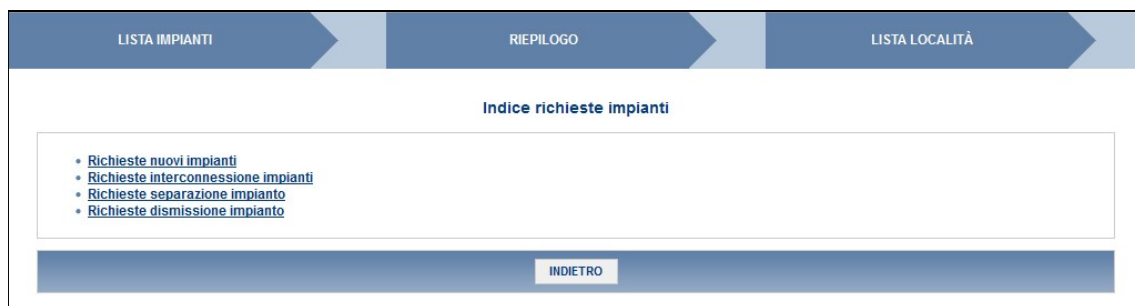 LISTA IMPIANTI RIEPILOGO LISTA LOCALITÀ
Indice richieste impianti
Richieste nuovi impianti
Richieste interconnessione impianti
Richieste separazione impianto
Richieste dismissione impianto
INDIETRO